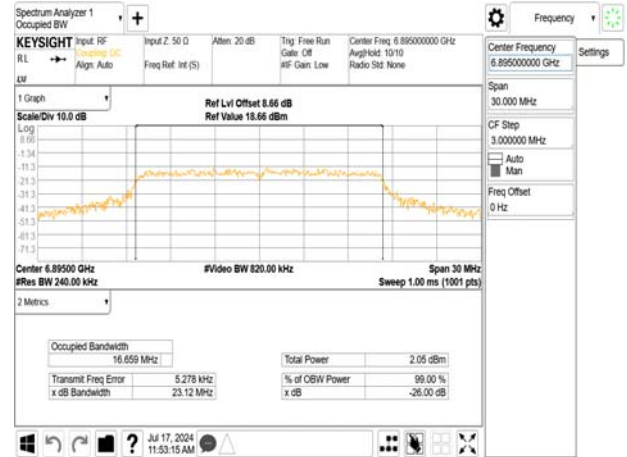 Spectrum Analyzer 1
Occupied BW
Frequency
KEYSIGHT
Input: RF
Coupling: DC
Align: Auto
RL
Input Z: 50 Ω
Freq Ref: Int (S)
Atten: 20 dB
Trig: Free Run
Gate: Off
#IF Gain: Low
Center Freq: 6.895000000 GHz
Avg|Hold: 10/10
Radio Std: None
Center Frequency
6.895000000 GHz
Settings
Span
30.000 MHz
CF Step
3.000000 MHz
Auto
Man
Freq Offset
0 Hz
1 Graph
Scale/Div 10.0 dB
Ref Lvl Offset 8.66 dB
Ref Value 18.66 dBm
Log
8.66
-1.34
-11.3
-21.3
-31.3
-41.3
-51.3
-61.3
-71.3
Center 6.89500 GHz
#Video BW 820.00 kHz
Span 30 MHz
#Res BW 240.00 kHz
Sweep 1.00 ms (1001 pts)
2 Metrics
Occupied Bandwidth
16.659 MHz
Total Power 2.05 dBm
Transmit Freq Error 5.278 kHz
% of OBW Power 99.00 %
x dB Bandwidth 23.12 MHz
x dB -26.00 dB
Jul 17, 2024
11:53:15 AM